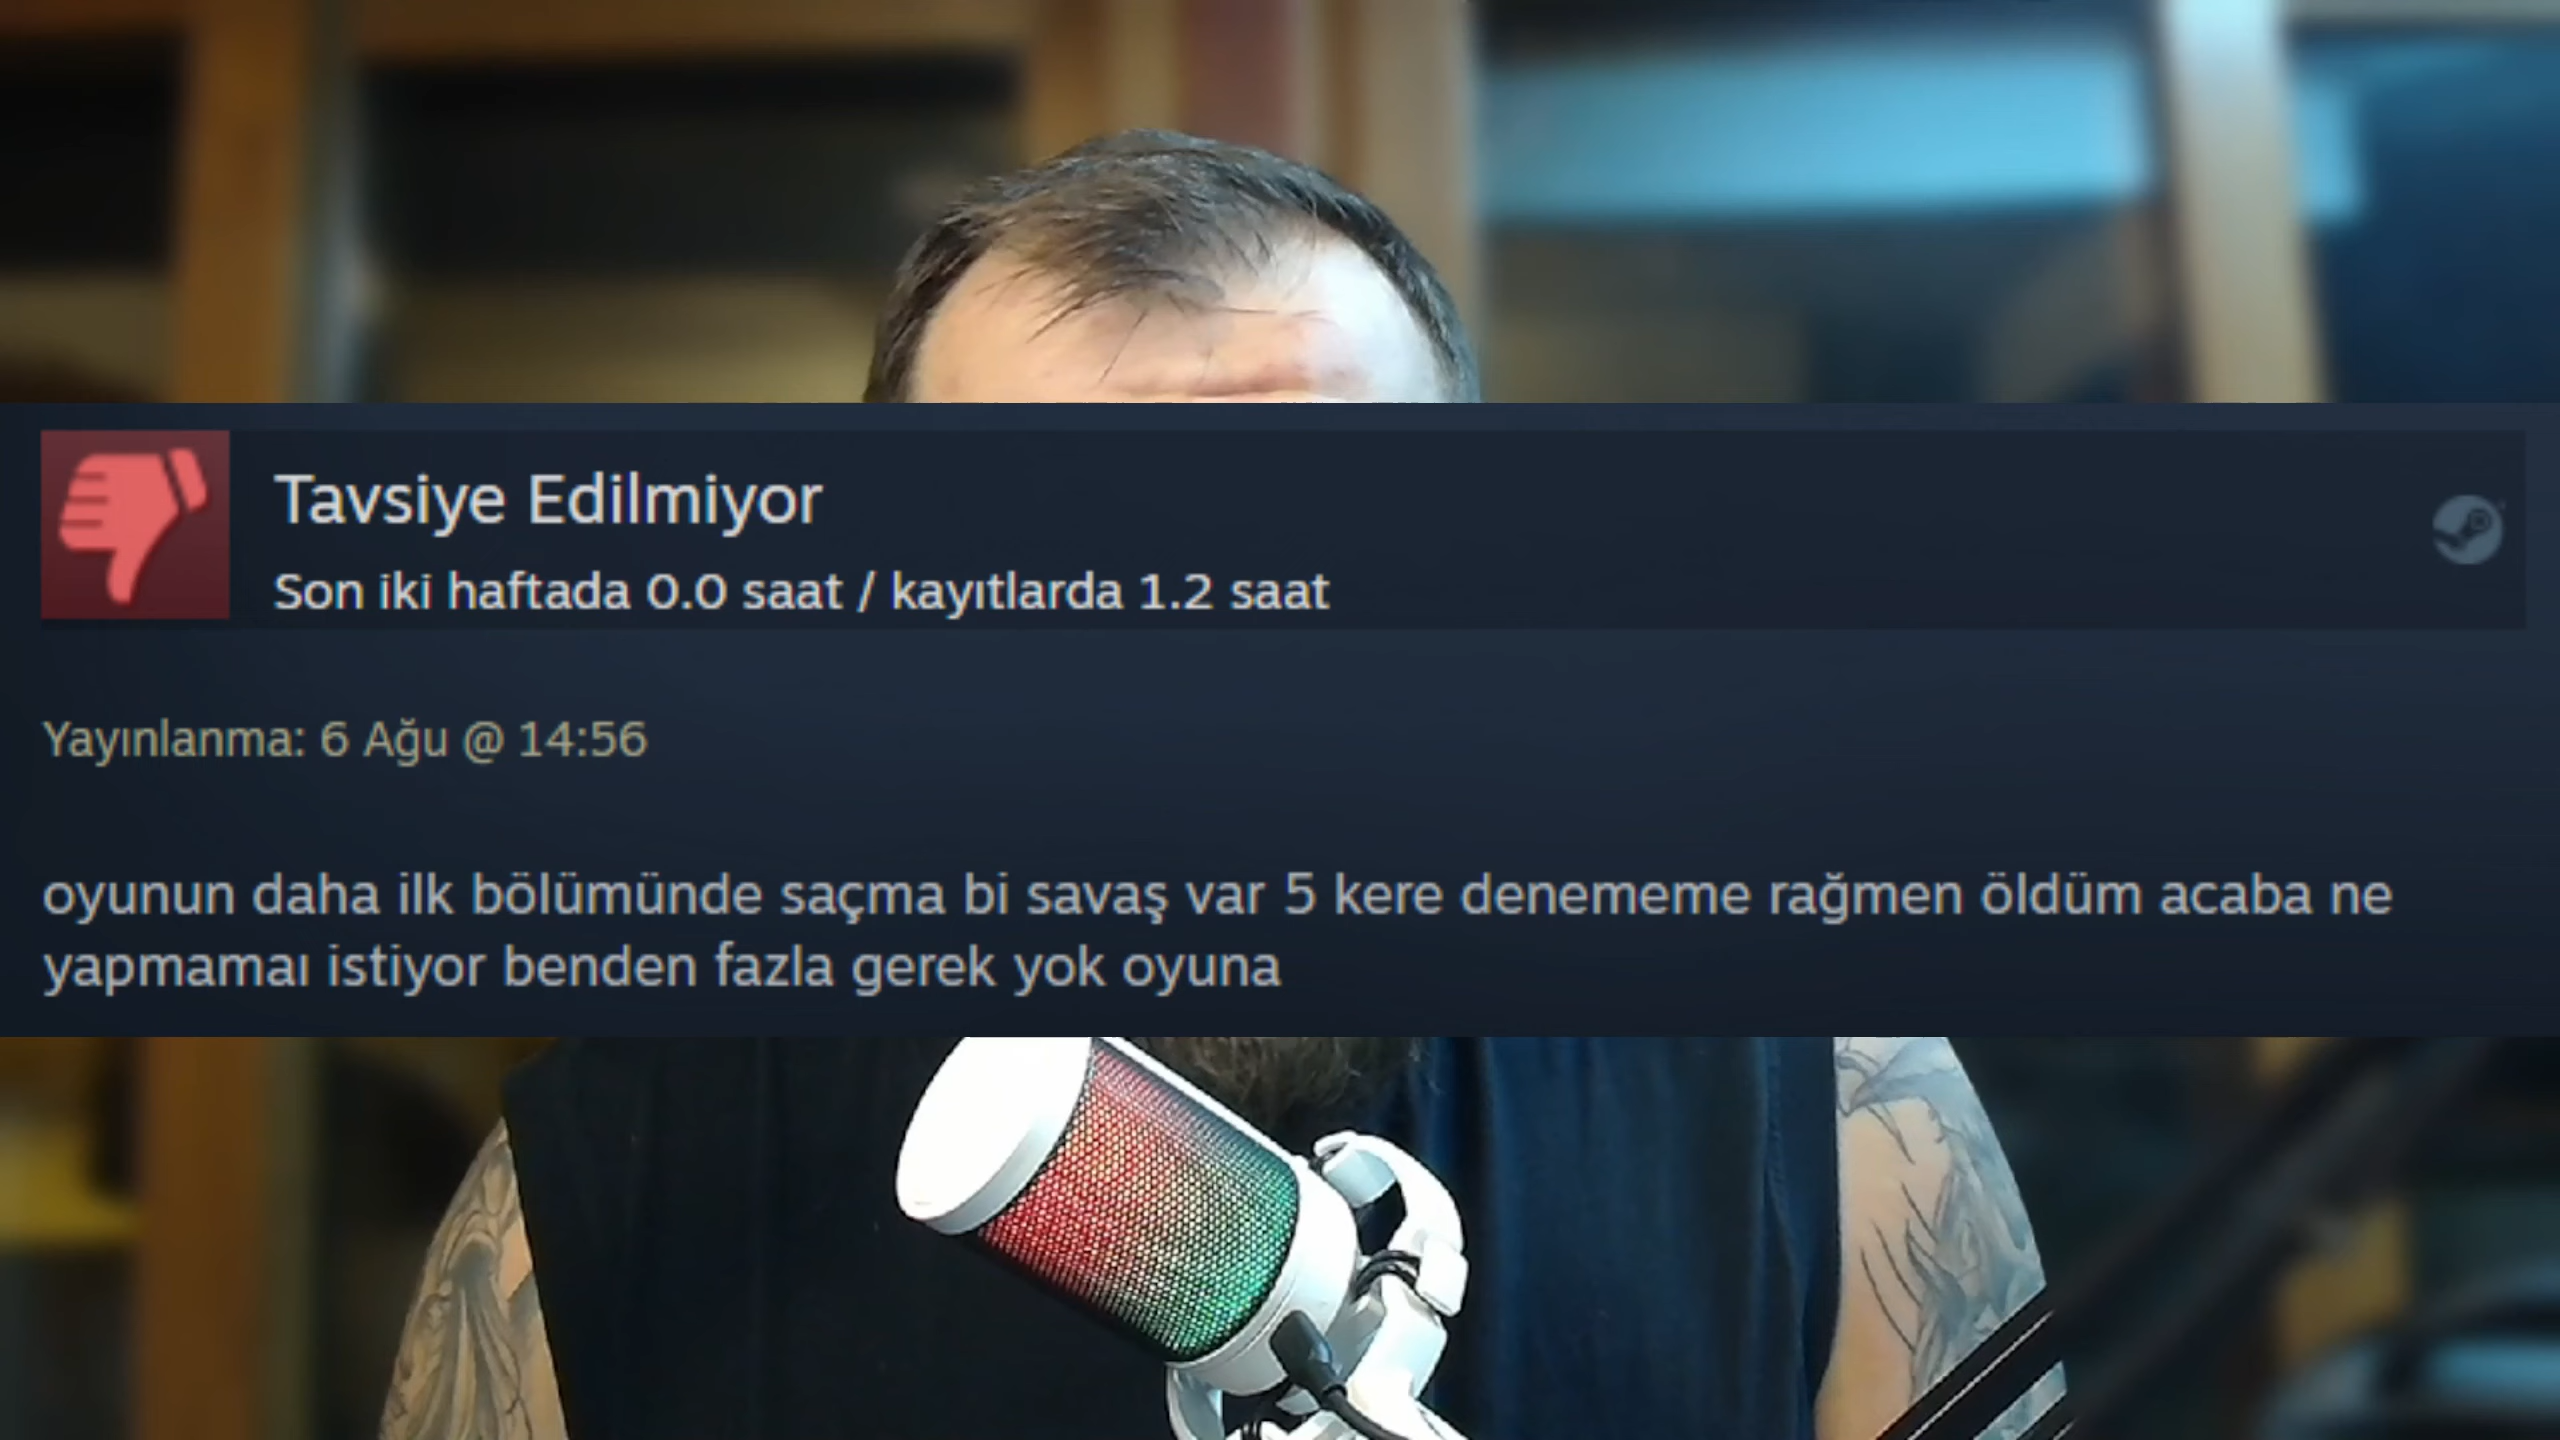 Tavsiye Edilmiyor
Son iki haftada 0.0 saat / kayıtlarda 1.2 saat
Yayınlanma: 6 Ağu @ 14:56
oyunun daha ilk bölümünde saçma bi savaş var 5 kere denememe rağmen öldüm acaba ne
yapmamaı istiyor benden fazla gerek yok oyuna